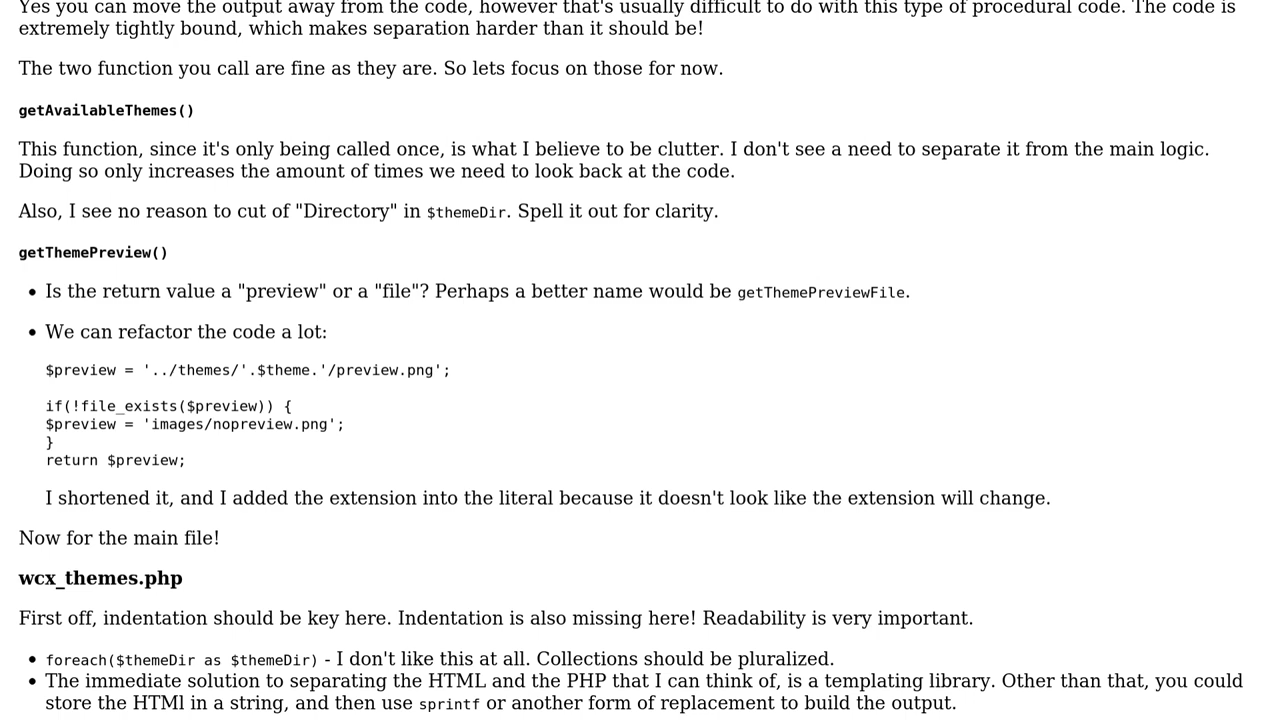 Yes you can move the output away from the code, however that's usually difficult to do with this type of procedural code. The code is
extremely tightly bound, which makes separation harder than it should be!
The two function you call are fine as they are. So lets focus on those for now.
getAvailableThemes()
This function, since it's only being called once, is what I believe to be clutter. I don't see a need to separate it from the main logic.
Doing so only increases the amount of times we need to look back at the code.
Also, I see no reason to cut of "Directory" in $themeDir. Spell it out for clarity.
getThemePreview()
• Is the return value a "preview" or a "file"? Perhaps a better name would be getThemePreviewFile.
• We can refactor the code a lot:
$preview = '../themes/'.$theme.'/preview.png';
if(!file_exists($preview)) {
$preview = 'images/nopreview.png';
}
return $preview;
I shortened it, and I added the extension into the literal because it doesn't look like the extension will change.
Now for the main file!
wcx_themes.php
First off, indentation should be key here. Indentation is also missing here! Readability is very important.
• foreach($themeDir as $themeDir) - I don't like this at all. Collections should be pluralized.
• The immediate solution to separating the HTML and the PHP that I can think of, is a templating library. Other than that, you could
store the HTMl in a string, and then use sprintf or another form of replacement to build the output.